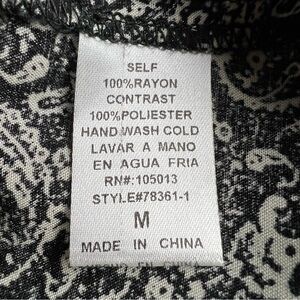 SELF
100%RAYON
CONTRAST
100%POLIESTER
HAND WASH COLD
LAVAR A MANO
EN AGUA FRIA
RN#:105013
STYLE#78361-1
M
MADE IN CHINA